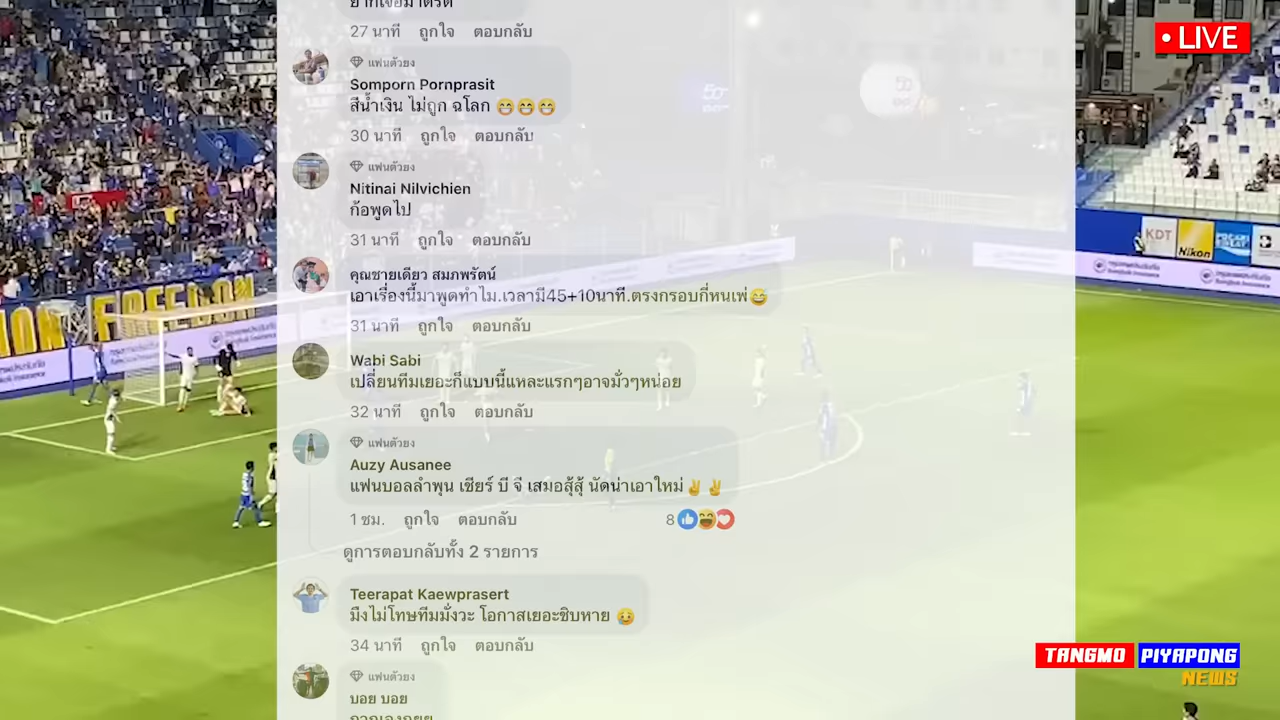 27 นาที ถูกใจ ตอบกลับ
แฟนตัวยง
Somporn Pornprasit
สีน้ำเงิน ไม่ถูก ฉโลก 😁😁😁
30 นาที ถูกใจ ตอบกลับ
แฟนตัวยง
Nitinai Nilvichien
ก้อพูดไป
31 นาที ถูกใจ ตอบกลับ
คุณชายเดียว สมภพรัตน์
เอาเรื่องนี้มาพูดทำไม.เวลามี45+10นาที.ตรงกรอบกี่หนเพ่😅
31 นาที ถูกใจ ตอบกลับ
Wabi Sabi
เปลี่ยนทีมเยอะก็แบบนี้แหละแรกๆอาจมั่วๆหน่อย
32 นาที ถูกใจ ตอบกลับ
แฟนตัวยง
Auzy Ausanee
แฟนบอลลำพูน เชียร์ บี จี เสมอสุ้สุ้ นัดน่าเอาใหม่✌✌
1 ชม. ถูกใจ ตอบกลับ 8
ดูการตอบกลับทั้ง 2 รายการ
Teerapat Kaewprasert
มึงไม่โทษทีมมั่งวะ โอกาสเยอะชิบหาย 😥
34 นาที ถูกใจ ตอบกลับ
แฟนตัวยง
บอย บอย
LIVE
KDT
Nikon
POCARI SWEAT
FREEDOM
TANGMO PIYAPONG
NEWS